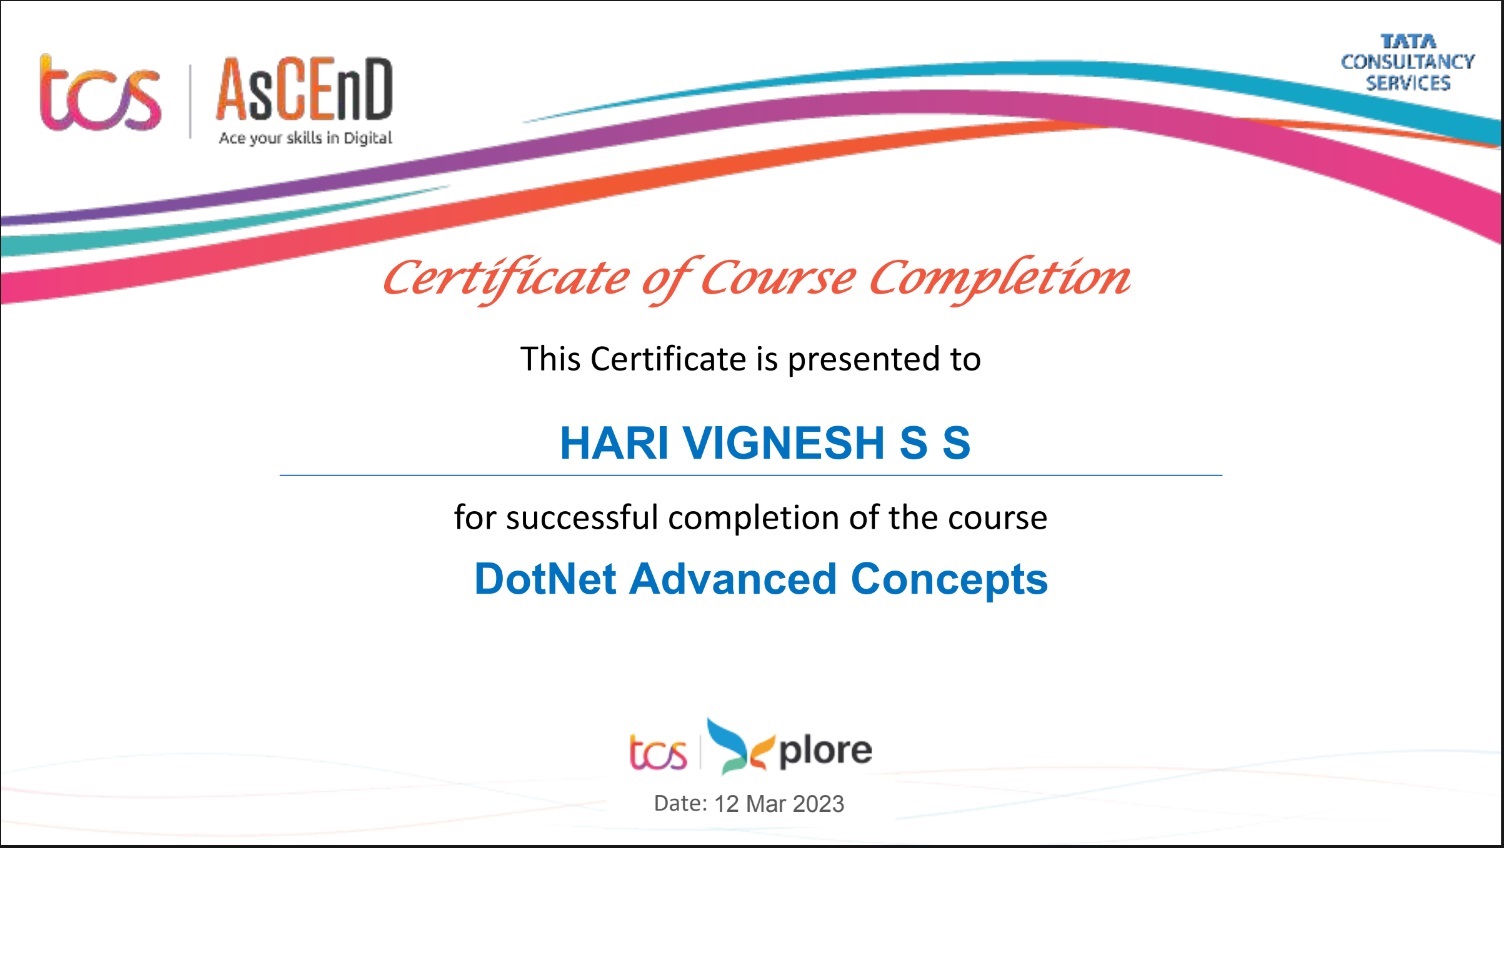 tcs | AsCEnD
Ace your skills in Digital
TATA
CONSULTANCY
SERVICES
Certificate of Course Completion
This Certificate is presented to
HARI VIGNESH S S
for successful completion of the course
DotNet Advanced Concepts
tcs | Xplore
Date: 12 Mar 2023